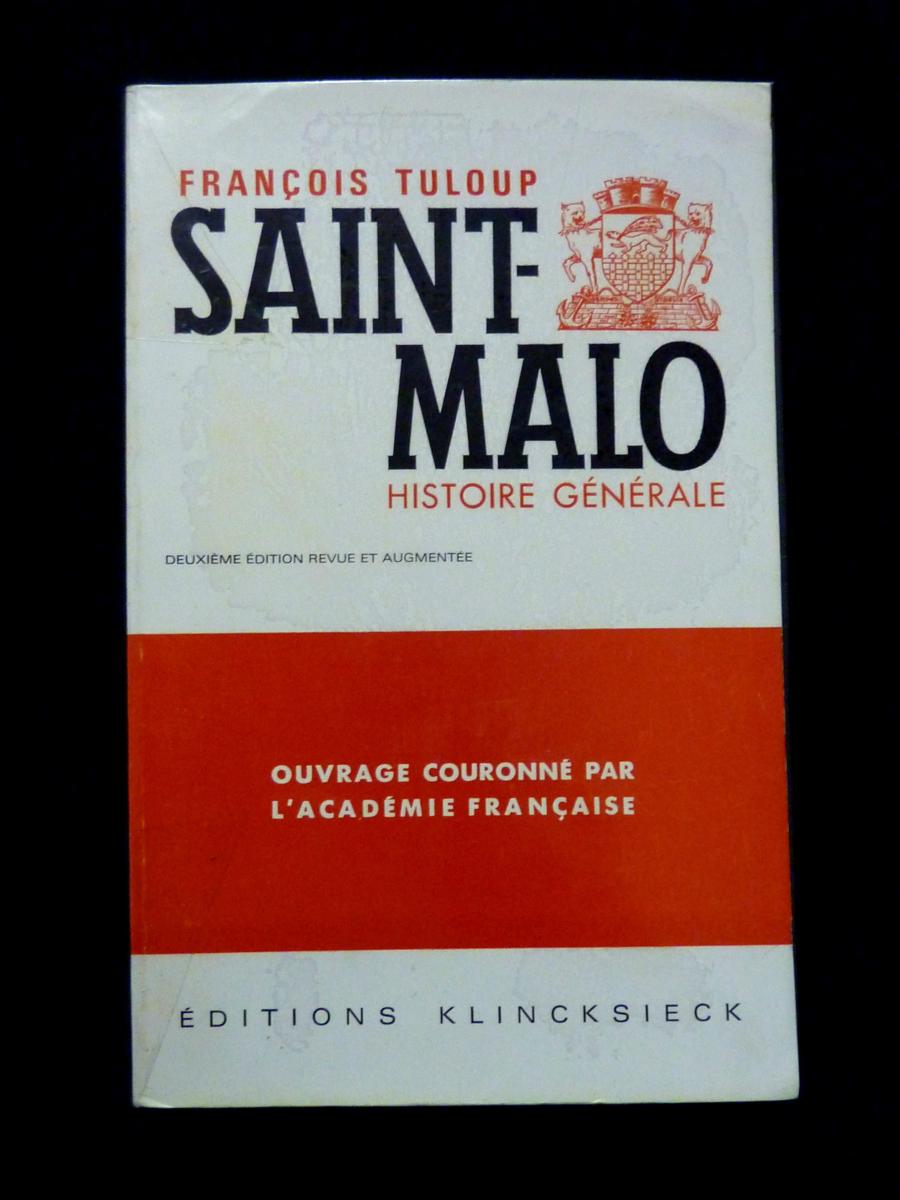 FRANÇOIS TULOUP
SAINT-
MALO
HISTOIRE GÉNÉRALE
DEUXIÈME ÉDITION REVUE ET AUGMENTÉE
OUVRAGE COURONNÉ PAR
L'ACADÉMIE FRANÇAISE
ÉDITIONS KLINCKSIECK